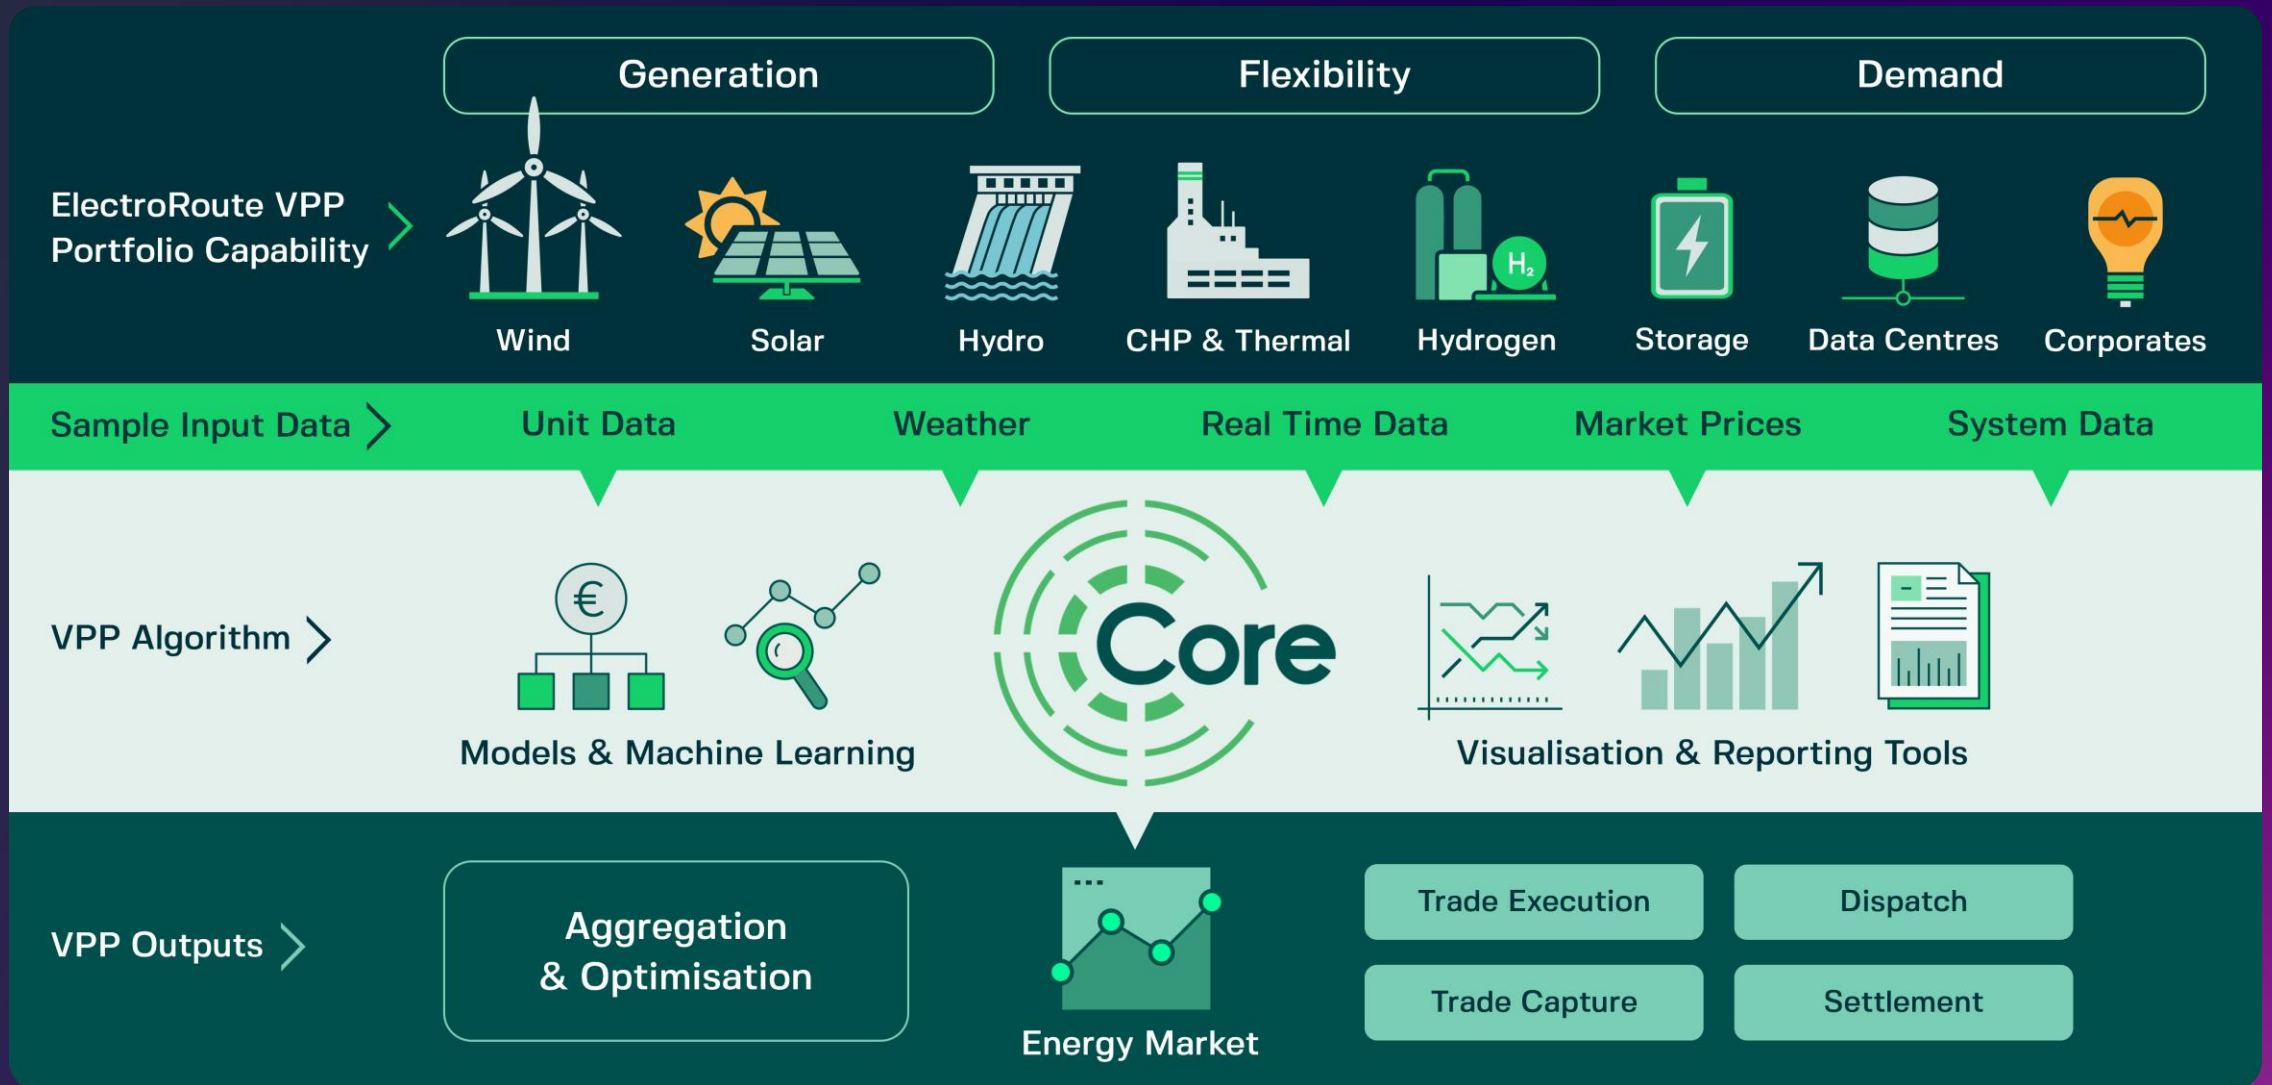 Generation
Flexibility
Demand
ElectroRoute VPP
Portfolio Capability
H₂
Wind
Solar
Hydro
CHP & Thermal
Hydrogen
Storage
Data Centres
Corporates
Sample Input Data
Unit Data
Weather
Real Time Data
Market Prices
System Data
VPP Algorithm
€
Core
Models & Machine Learning
Visualisation & Reporting Tools
VPP Outputs
Aggregation
& Optimisation
Energy Market
Trade Execution
Dispatch
Trade Capture
Settlement